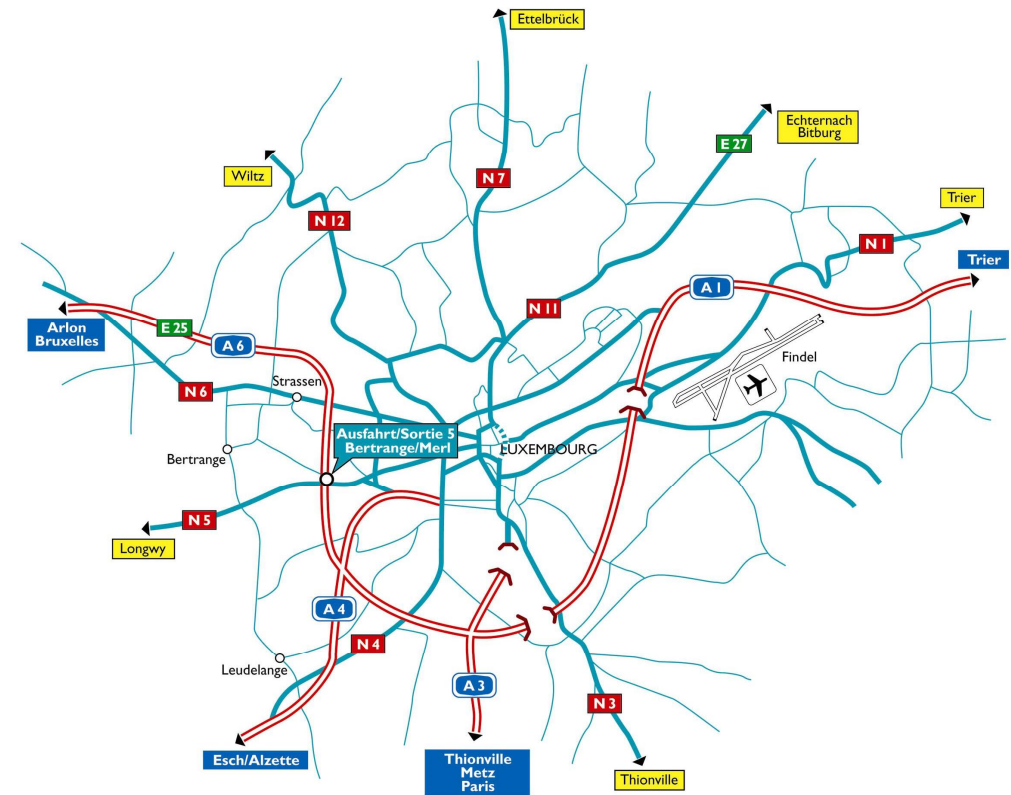 Ettelbrück
Echternach
Bitburg
E 27
Wiltz
N 7
N 12
Trier
N 1
Trier
A 1
N 11
Arlon
Bruxelles
E 25
A 6
Findel
Strassen
N 6
Ausfahrt/Sortie 5
Bertrange/Merl
LUXEMBOURG
Bertrange
N 5
Longwy
A 4
N 4
Leudelange
A 3
N 3
Esch/Alzette
Thionville
Metz
Paris
Thionville